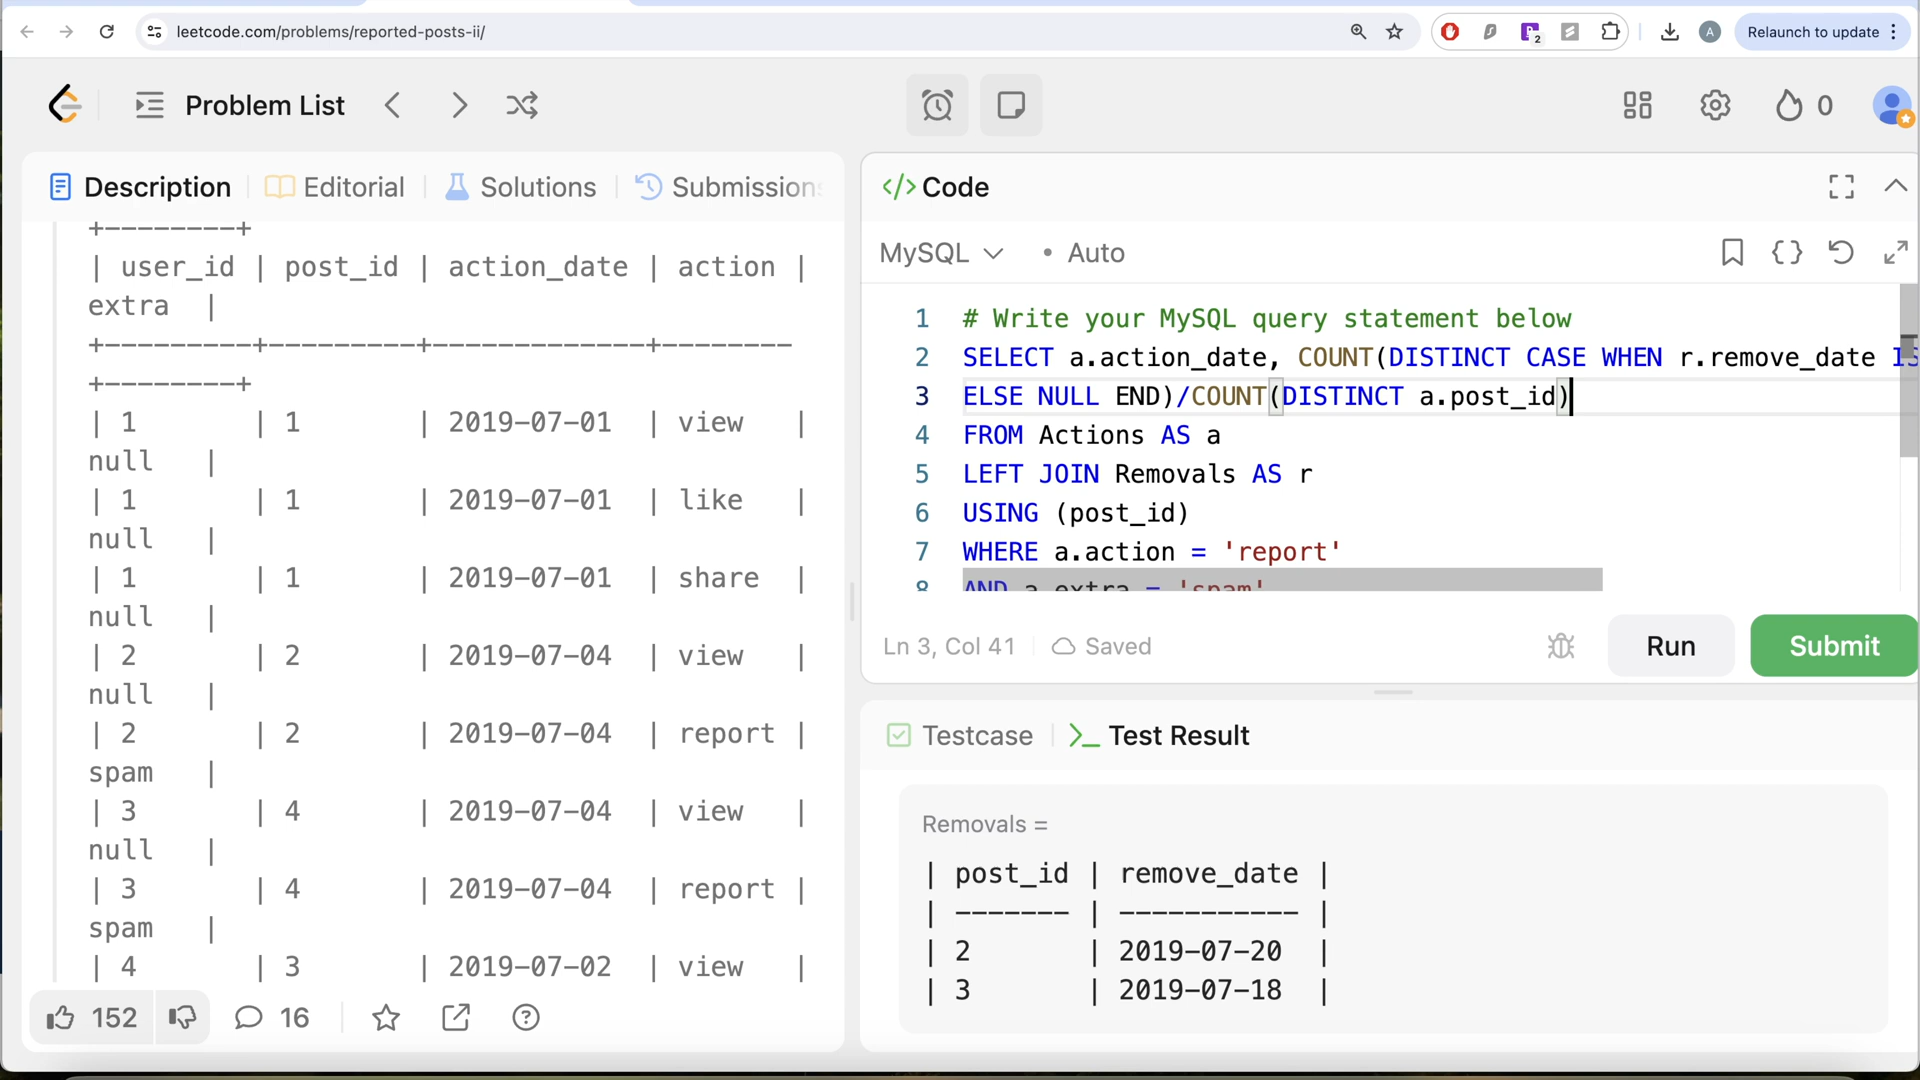 leetcode.com/problems/reported-posts-ii/
2
A
Relaunch to update
Problem List
0
Description
Editorial
Solutions
Submissions
+--------+
| user_id | post_id | action_date | action |
extra |
+---------+---------+-------------+--------
+--------+
| 1 | 1 | 2019-07-01 | view |
null |
| 1 | 1 | 2019-07-01 | like |
null |
| 1 | 1 | 2019-07-01 | share |
null |
| 2 | 2 | 2019-07-04 | view |
null |
| 2 | 2 | 2019-07-04 | report |
spam |
| 3 | 4 | 2019-07-04 | view |
null |
| 3 | 4 | 2019-07-04 | report |
spam |
| 4 | 3 | 2019-07-02 | view |
152
16
</> Code
MySQL • Auto
1 # Write your MySQL query statement below
2 SELECT a.action_date, COUNT(DISTINCT CASE WHEN r.remove_date IS
3 ELSE NULL END)/COUNT(DISTINCT a.post_id)
4 FROM Actions AS a
5 LEFT JOIN Removals AS r
6 USING (post_id)
7 WHERE a.action = 'report'
8 AND a.extra = 'spam'
Ln 3, Col 41
Saved
Run
Submit
Testcase
>_ Test Result
Removals =
| post_id | remove_date |
| ------- | ----------- |
| 2 | 2019-07-20 |
| 3 | 2019-07-18 |